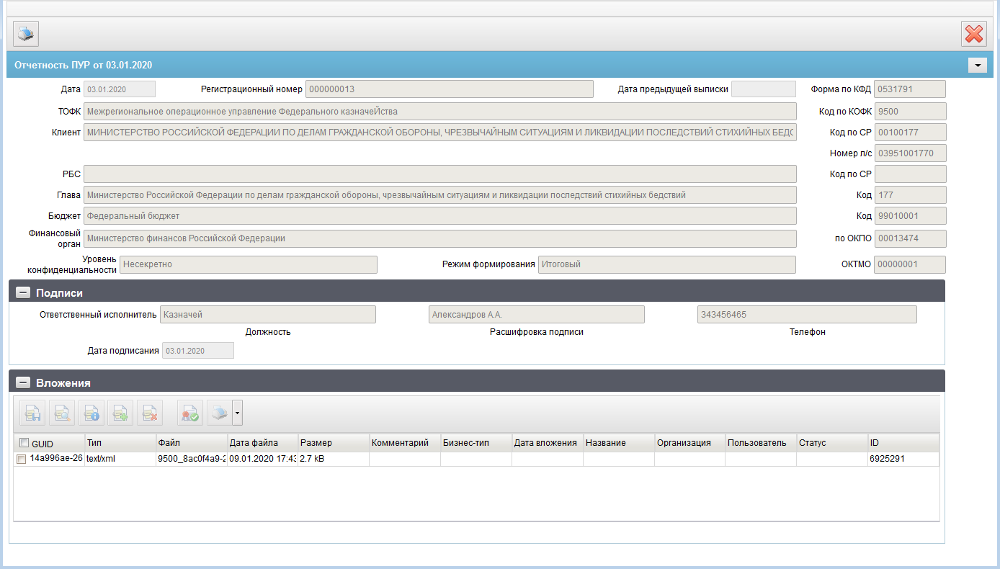 Отчетность ПУР от 03.01.2020
Дата 03.01.2020 Регистрационный номер 000000013 Дата предыдущей выписки Форма по КФД 0531791
ТОФК Межрегиональное операционное управление Федерального казначеЙства Код по КОФК 9500
Клиент МИНИСТЕРСТВО РОССИЙСКОЙ ФЕДЕРАЦИИ ПО ДЕЛАМ ГРАЖДАНСКОЙ ОБОРОНЫ, ЧРЕЗВЫЧАЙНЫМ СИТУАЦИЯМ И ЛИКВИДАЦИИ ПОСЛЕДСТВИЙ СТИХИЙНЫХ БЕДС Код по СР 00100177
Номер л/с 03951001770
РБС Код по СР
Глава Министерство Российской Федерации по делам гражданской обороны, чрезвычайным ситуациям и ликвидации последствий стихийных бедствий Код 177
Бюджет Федеральный бюджет Код 99010001
Финансовый
орган Министерство финансов Российской Федерации по ОКПО 00013474
Уровень
конфиденциальности Несекретно Режим формирования Итоговый ОКТМО 00000001
Подписи
Ответственный исполнитель Казначей Александров А.А. 343456465
Должность Расшифровка подписи Телефон
Дата подписания 03.01.2020
Вложения
GUID Тип Файл Дата файла Размер Комментарий Бизнес-тип Дата вложения Название Организация Пользователь Статус ID
14a996ae-26 text/xml 9500_8ac0f4a9-2 09.01.2020 17:43 2.7 kB 6925291